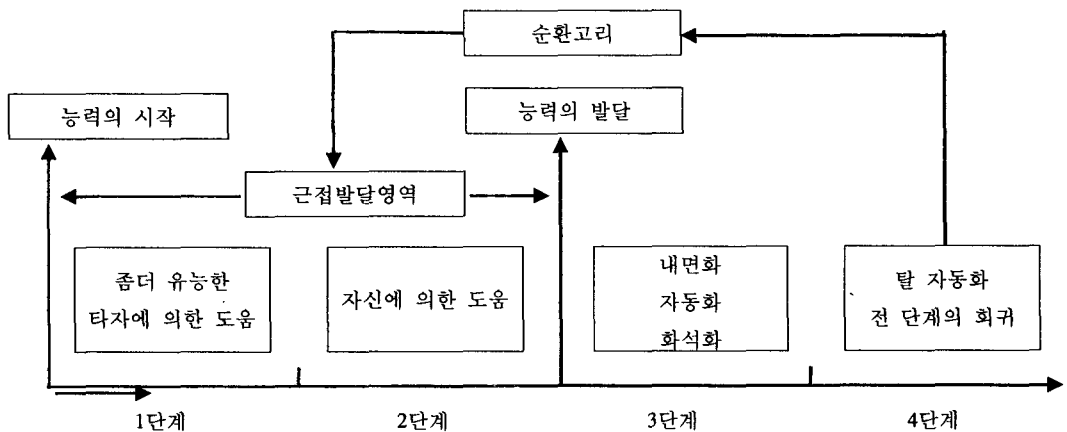 순환고리
능력의 시작
능력의 발달
근접발달영역
좀더 유능한
타자에 의한 도움
자신에 의한 도움
내면화
자동화
화석화
탈 자동화
전 단계의 회귀
1단계
2단계
3단계
4단계